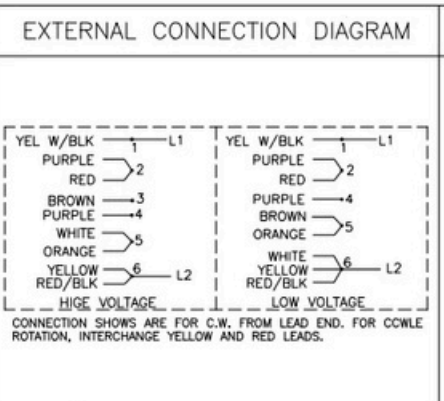 EXTERNAL CONNECTION DIAGRAM
YEL W/BLK 1 L1
PURPLE
2
RED
BROWN 3
PURPLE 4
WHITE
5
ORANGE
YELLOW 6
L2
RED/BLK
HIGE VOLTAGE
YEL W/BLK 1 L1
PURPLE
2
RED
PURPLE 4
BROWN
5
ORANGE
WHITE
6
YELLOW L2
RED/BLK
LOW VOLTAGE
CONNECTION SHOWS ARE FOR C.W. FROM LEAD END. FOR CCWLE
ROTATION, INTERCHANGE YELLOW AND RED LEADS.